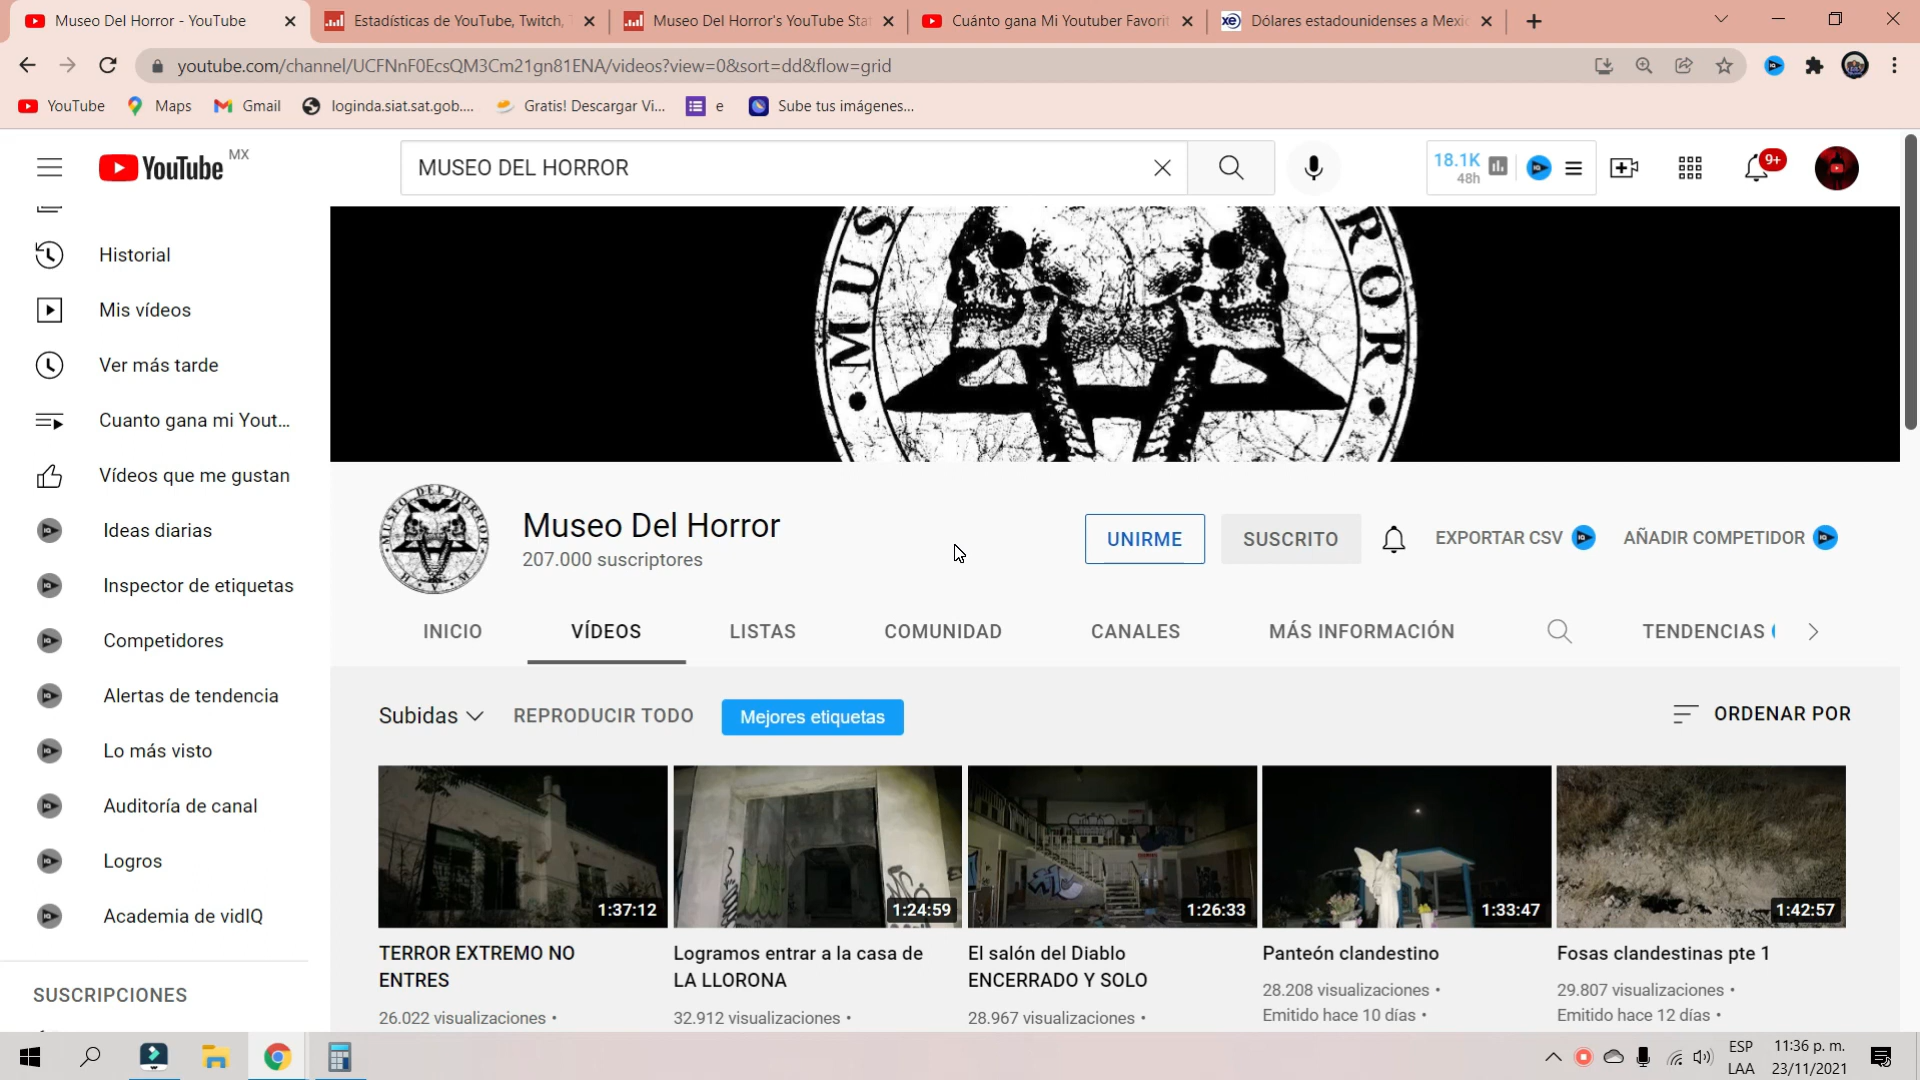 Museo Del Horror - YouTube
Estadísticas de YouTube, Twitch,
Museo Del Horror's YouTube Stat
Cuánto gana Mi Youtuber Favorit
Dólares estadounidenses a Mexic
youtube.com/channel/UCFNnF0EcsQM3Cm21gn81ENA/videos?view=0&sort=dd&flow=grid
YouTube
Maps
Gmail
loginda.siat.sat.gob....
Gratis! Descargar Vi...
e
Sube tus imágenes...
YouTube MX
MUSEO DEL HORROR
18.1K
48h
9+
Historial
Mis vídeos
Ver más tarde
Cuanto gana mi Yout...
Vídeos que me gustan
Ideas diarias
Inspector de etiquetas
Competidores
Alertas de tendencia
Lo más visto
Auditoría de canal
Logros
Academia de vidIQ
SUSCRIPCIONES
MUS
ROR
MUSEO DEL HORROR
Museo Del Horror
207.000 suscriptores
UNIRME
SUSCRITO
EXPORTAR CSV
AÑADIR COMPETIDOR
INICIO
VÍDEOS
LISTAS
COMUNIDAD
CANALES
MÁS INFORMACIÓN
TENDENCIAS
Subidas
REPRODUCIR TODO
Mejores etiquetas
ORDENAR POR
1:37:12
1:24:59
1:26:33
1:33:47
1:42:57
TERROR EXTREMO NO
ENTRES
26.022 visualizaciones •
Logramos entrar a la casa de
LA LLORONA
32.912 visualizaciones •
El salón del Diablo
ENCERRADO Y SOLO
28.967 visualizaciones •
Panteón clandestino
28.208 visualizaciones •
Emitido hace 10 días •
Fosas clandestinas pte 1
29.807 visualizaciones •
Emitido hace 12 días •
ESP
LAA
11:36 p. m.
23/11/2021